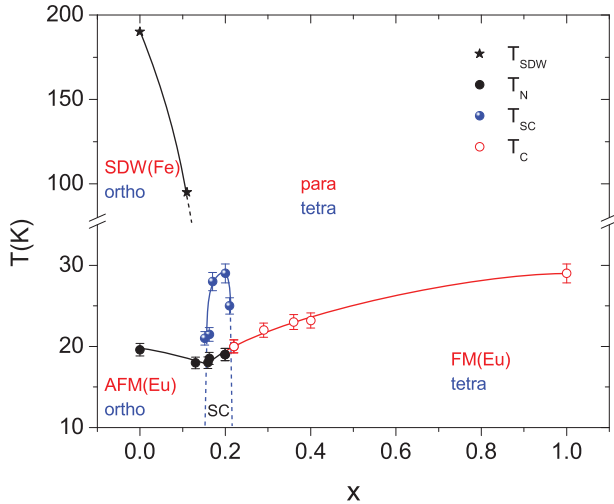 200
150
100
30
20
10
T(K)
T_SDW
T_N
T_SC
T_C
SDW(Fe)
ortho
para
tetra
AFM(Eu)
ortho
SC
FM(Eu)
tetra
0.0 0.2 0.4 0.6 0.8 1.0
x